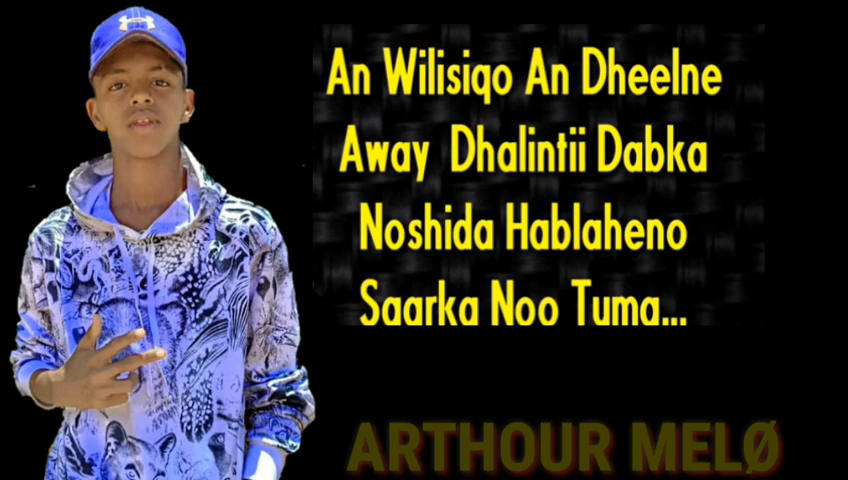 An Wilisiqo An Dheelne
Away Dhalintii Dabka
Noshida Hablaheno
Saarka Noo Tuma...
ARTHOUR MELØ